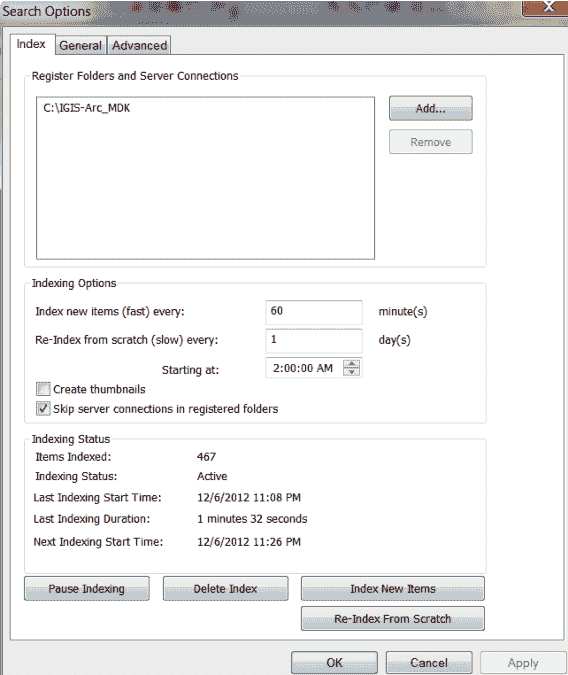 Search Options
Index General Advanced
Register Folders and Server Connections
C:\IGIS-Arc_MDK
Add...
Remove
Indexing Options
Index new items (fast) every: 60 minute(s)
Re-Index from scratch (slow) every: 1 day(s)
Starting at: 2:00:00 AM
Create thumbnails
Skip server connections in registered folders
Indexing Status
Items Indexed: 467
Indexing Status: Active
Last Indexing Start Time: 12/6/2012 11:08 PM
Last Indexing Duration: 1 minutes 32 seconds
Next Indexing Start Time: 12/6/2012 11:26 PM
Pause Indexing Delete Index Index New Items
Re-Index From Scratch
OK Cancel Apply